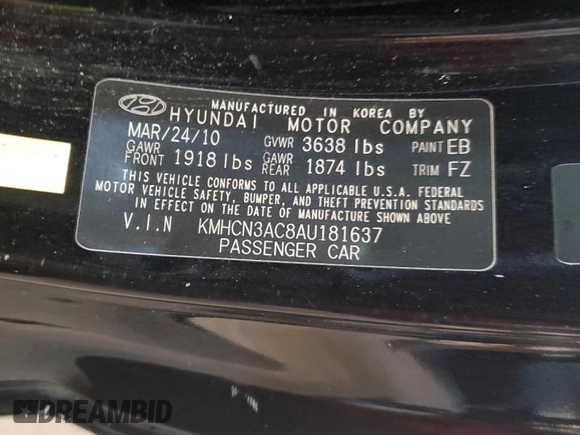 MANUFACTURED IN KOREA BY
HYUNDAI MOTOR COMPANY
MAR/24/10 GVWR 3638 lbs PAINT EB
GAWR FRONT 1918 lbs GAWR REAR 1874 lbs TRIM FZ
THIS VEHICLE CONFORMS TO ALL APPLICABLE U.S.A. FEDERAL
MOTOR VEHICLE SAFETY, BUMPER, AND THEFT PREVENTION STANDARDS
IN EFFECT ON THE DATE OF MANUFACTURE SHOWN ABOVE
V.I.N KMHCN3AC8AU181637
PASSENGER CAR
DREAMBID